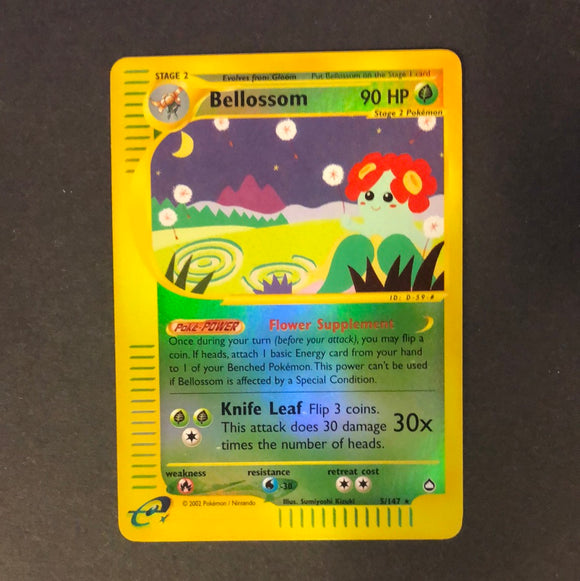 STAGE 2 Evolves from Gloom Put Bellossom on the Stage 1 card
Bellossom 90 HP
Stage 2 Pokémon
ID: D-59-#
Poké-POWER Flower Supplement
Once during your turn (before your attack), you may flip a
coin. If heads, attach 1 basic Energy card from your hand
to 1 of your Benched Pokémon. This power can't be used
if Bellossom is affected by a Special Condition.
Knife Leaf Flip 3 coins.
This attack does 30 damage 30x
times the number of heads.
weakness resistance retreat cost
-30
Illus. Sumiyoshi Kizuki 5/147 ★
© 2002 Pokémon / Nintendo
e